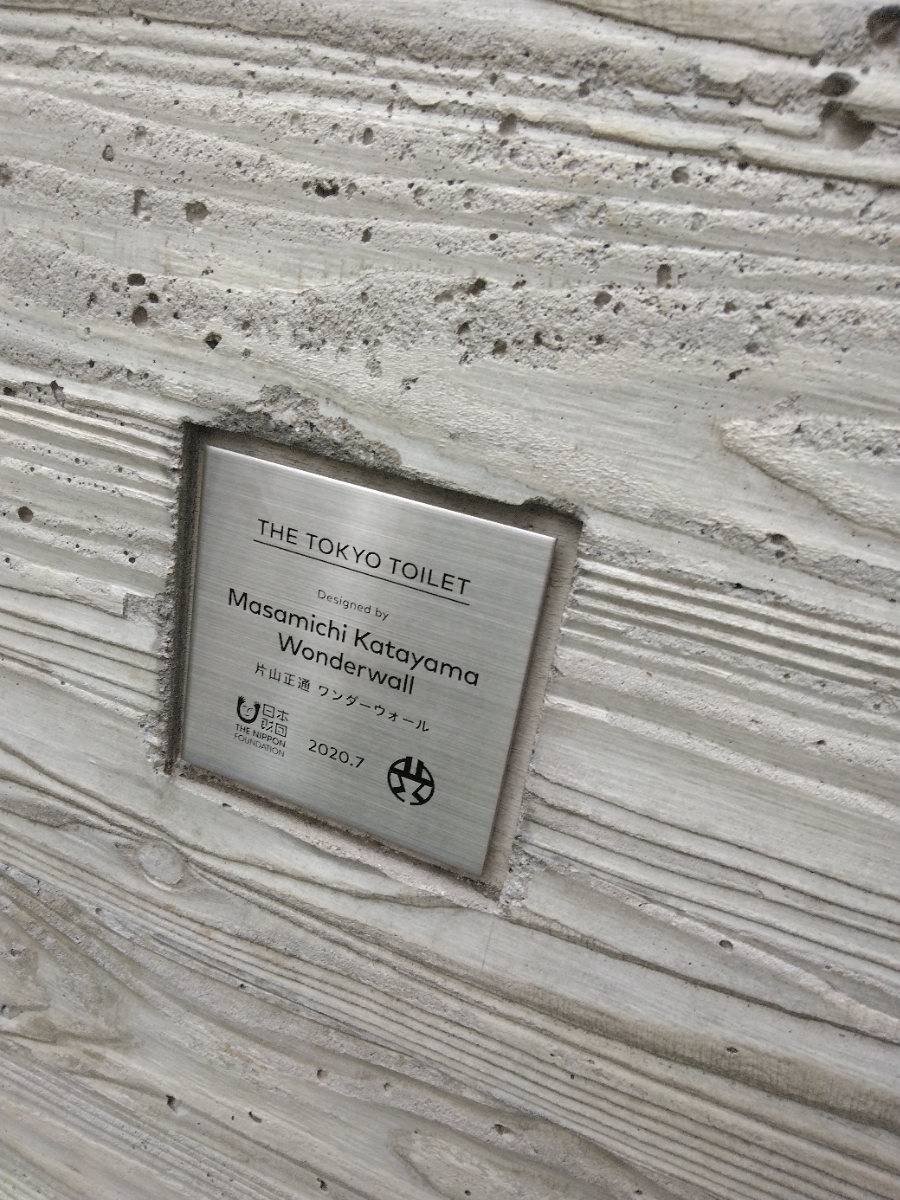 THE TOKYO TOILET
Designed by
Masamichi Katayama
Wonderwall
片山正通 ワンダーウォール
日本
財団
THE NIPPON
FOUNDATION
2020.7